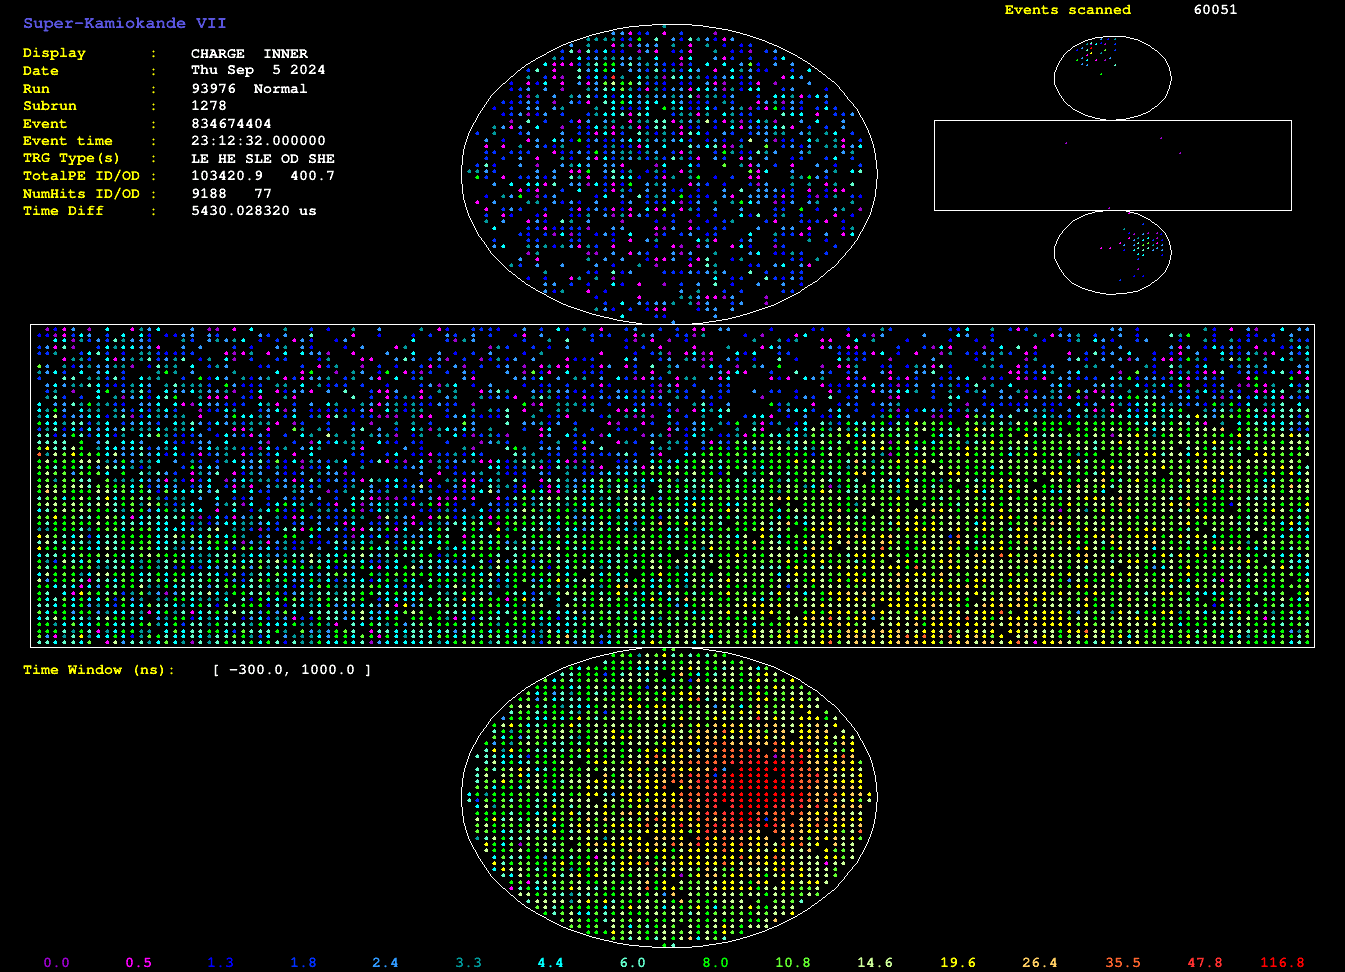 Super-Kamiokande VII
Events scanned 60051
Display : CHARGE INNER
Date : Thu Sep 5 2024
Run : 93976 Normal
Subrun : 1278
Event : 834674404
Event time : 23:12:32.000000
TRG Type(s) : LE HE SLE OD SHE
TotalPE ID/OD : 103420.9 400.7
NumHits ID/OD : 9188 77
Time Diff : 5430.028320 us
Time Window (ns): [ -300.0, 1000.0 ]
0.0 0.5 1.3 1.8 2.4 3.3 4.4 6.0 8.0 10.8 14.6 19.6 26.4 35.5 47.8 116.8